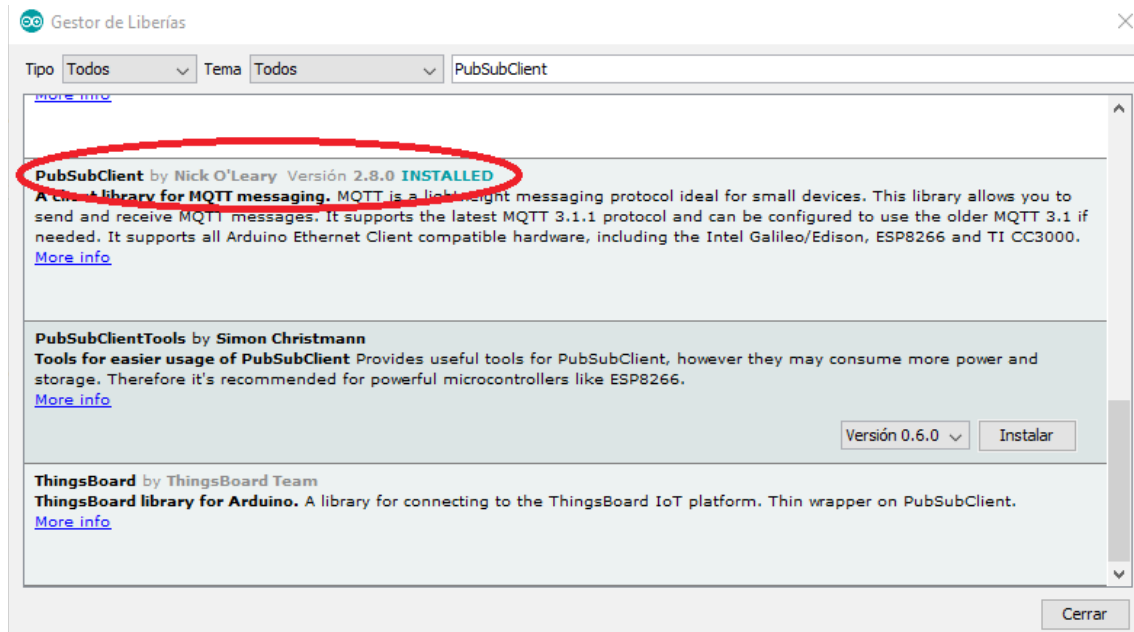 Gestor de Liberías
Tipo Todos Tema Todos PubSubClient
More info
PubSubClient by Nick O'Leary Versión 2.8.0 INSTALLED
A client library for MQTT messaging. MQTT is a lightweight messaging protocol ideal for small devices. This library allows you to
send and receive MQTT messages. It supports the latest MQTT 3.1.1 protocol and can be configured to use the older MQTT 3.1 if
needed. It supports all Arduino Ethernet Client compatible hardware, including the Intel Galileo/Edison, ESP8266 and TI CC3000.
More info
PubSubClientTools by Simon Christmann
Tools for easier usage of PubSubClient Provides useful tools for PubSubClient, however they may consume more power and
storage. Therefore it's recommended for powerful microcontrollers like ESP8266.
More info
Versión 0.6.0 Instalar
ThingsBoard by ThingsBoard Team
ThingsBoard library for Arduino. A library for connecting to the ThingsBoard IoT platform. Thin wrapper on PubSubClient.
More info
Cerrar